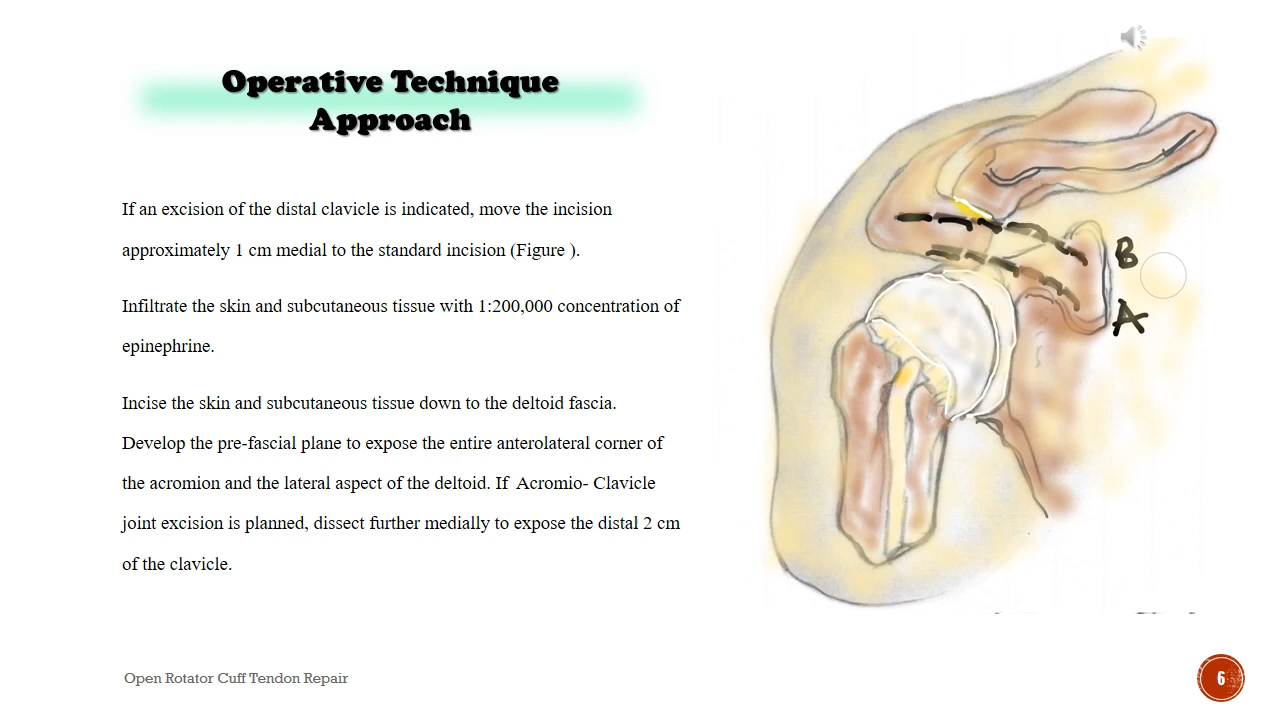 Operative Technique
Approach
If an excision of the distal clavicle is indicated, move the incision
approximately 1 cm medial to the standard incision (Figure ).
Infiltrate the skin and subcutaneous tissue with 1:200,000 concentration of
epinephrine.
Incise the skin and subcutaneous tissue down to the deltoid fascia.
Develop the pre-fascial plane to expose the entire anterolateral corner of
the acromion and the lateral aspect of the deltoid. If Acromio- Clavicle
joint excision is planned, dissect further medially to expose the distal 2 cm
of the clavicle.
B
A
Open Rotator Cuff Tendon Repair
6